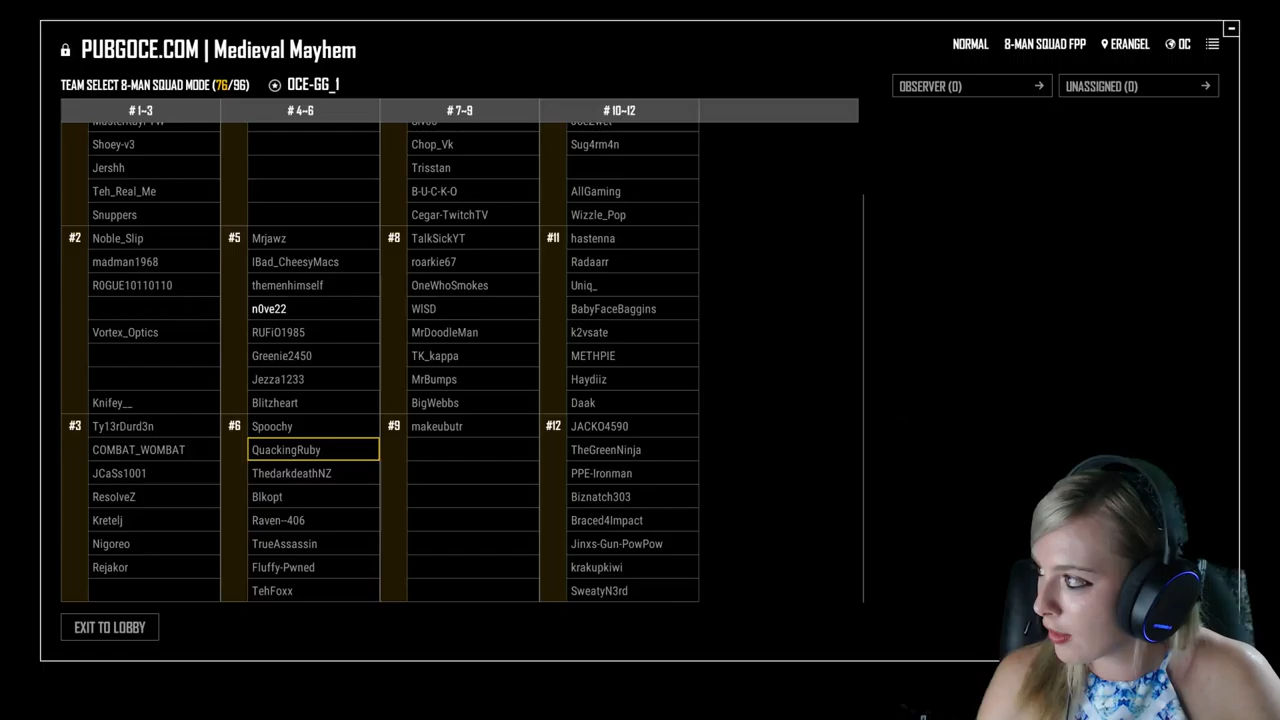 PUBGOCE.COM | Medieval Mayhem
NORMAL 8-MAN SQUAD FPP ERANGEL OC
TEAM SELECT 8-MAN SQUAD MODE (76/96) OCE-GG_1
OBSERVER (0) UNASSIGNED (0)
# 1~3 # 4~6 # 7~9 # 10~12
Shoey-v3 Chop_Vk Sug4rm4n
Jershh Trisstan
Teh_Real_Me B-U-C-K-O AllGaming
Snuppers Cegar-TwitchTV Wizzle_Pop
#2 Noble_Slip #5 Mrjawz #8 TalkSickYT #11 hastenna
madman1968 IBad_CheesyMacs roarkie67 Radaarr
R0GUE10110110 themenhimself OneWhoSmokes Uniq_
n0ve22 WISD BabyFaceBaggins
Vortex_Optics RUFiO1985 MrDoodleMan k2vsate
Greenie2450 TK_kappa METHPIE
Jezza1233 MrBumps Haydiiz
Knifey__ Blitzheart BigWebbs Daak
#3 Ty13rDurd3n #6 Spoochy #9 makeubutr #12 JACKO4590
COMBAT_WOMBAT QuackingRuby TheGreenNinja
JCaSs1001 ThedarkdeathNZ PPE-Ironman
ResolveZ Blkopt Biznatch303
Kretelj Raven--406 Braced4Impact
Nigoreo TrueAssassin Jinxs-Gun-PowPow
Rejakor Fluffy-Pwned krakupkiwi
TehFoxx SweatyN3rd
EXIT TO LOBBY